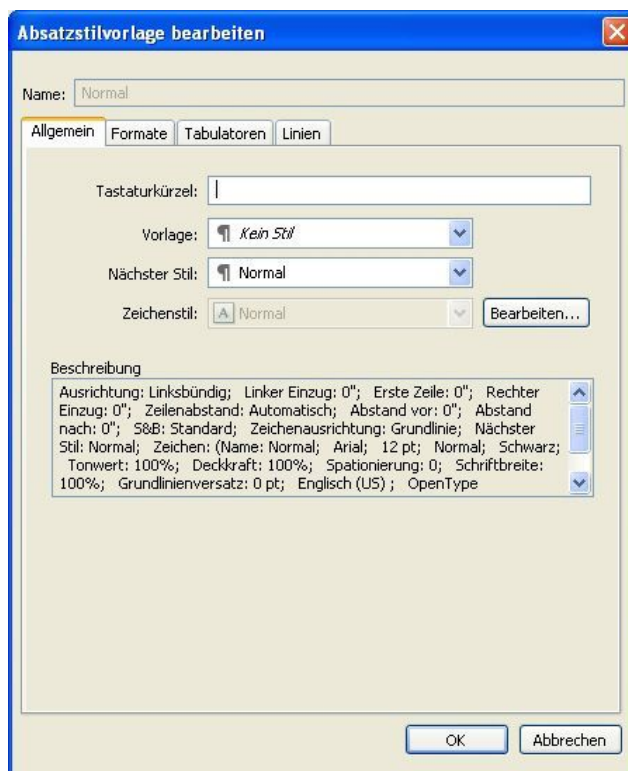 Absatzstilvorlage bearbeiten
Name: Normal
Allgemein Formate Tabulatoren Linien
Tastaturkürzel:
Vorlage: ¶ Kein Stil
Nächster Stil: ¶ Normal
Zeichenstil: A Normal Bearbeiten...
Beschreibung
Ausrichtung: Linksbündig; Linker Einzug: 0"; Erste Zeile: 0"; Rechter
Einzug: 0"; Zeilenabstand: Automatisch; Abstand vor: 0"; Abstand
nach: 0"; S&B: Standard; Zeichenausrichtung: Grundlinie; Nächster
Stil: Normal; Zeichen: (Name: Normal; Arial; 12 pt; Normal; Schwarz;
Tonwert: 100%; Deckkraft: 100%; Spationierung: 0; Schriftbreite:
100%; Grundlinienversatz: 0 pt; Englisch (US) ; OpenType
OK Abbrechen